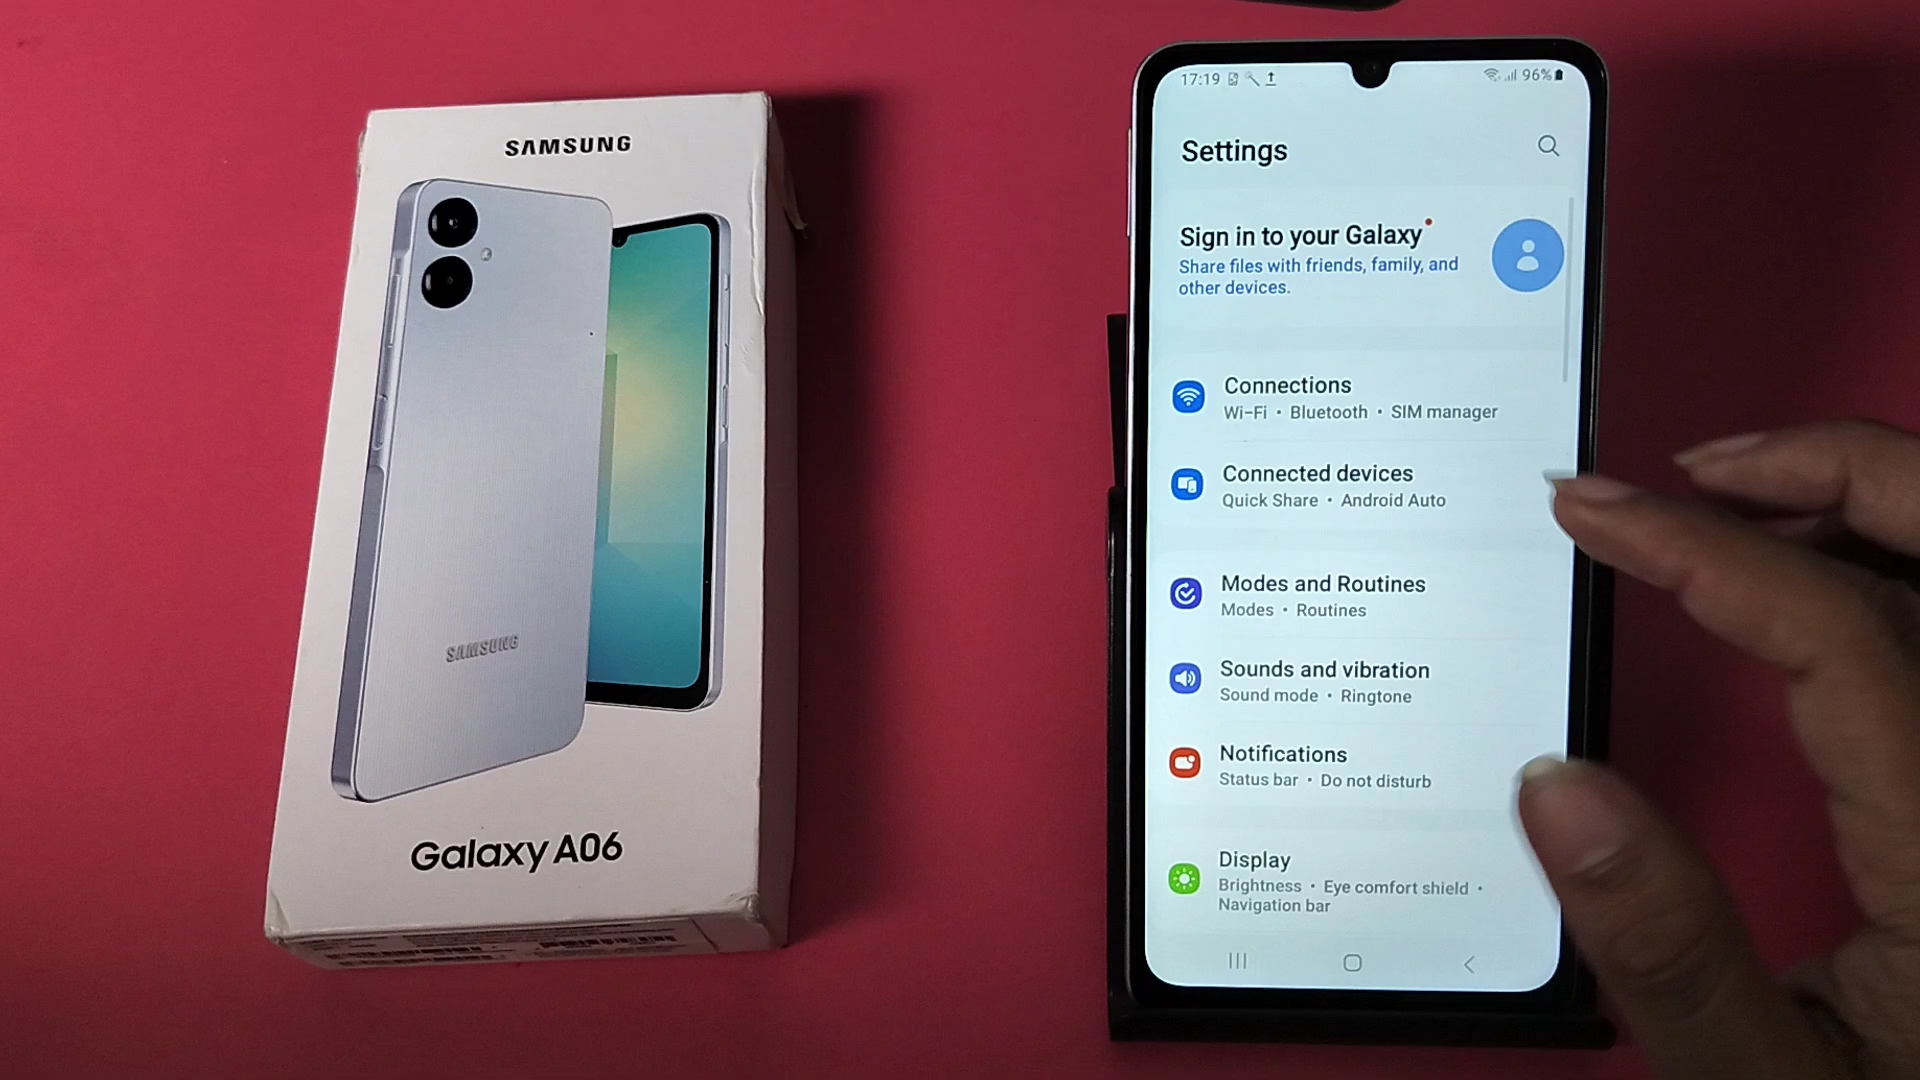 SAMSUNG
SAMSUNG
Galaxy A06
17:19
96%
Settings
Sign in to your Galaxy
Share files with friends, family, and
other devices.
Connections
Wi-Fi • Bluetooth • SIM manager
Connected devices
Quick Share • Android Auto
Modes and Routines
Modes • Routines
Sounds and vibration
Sound mode • Ringtone
Notifications
Status bar • Do not disturb
Display
Brightness • Eye comfort shield •
Navigation bar